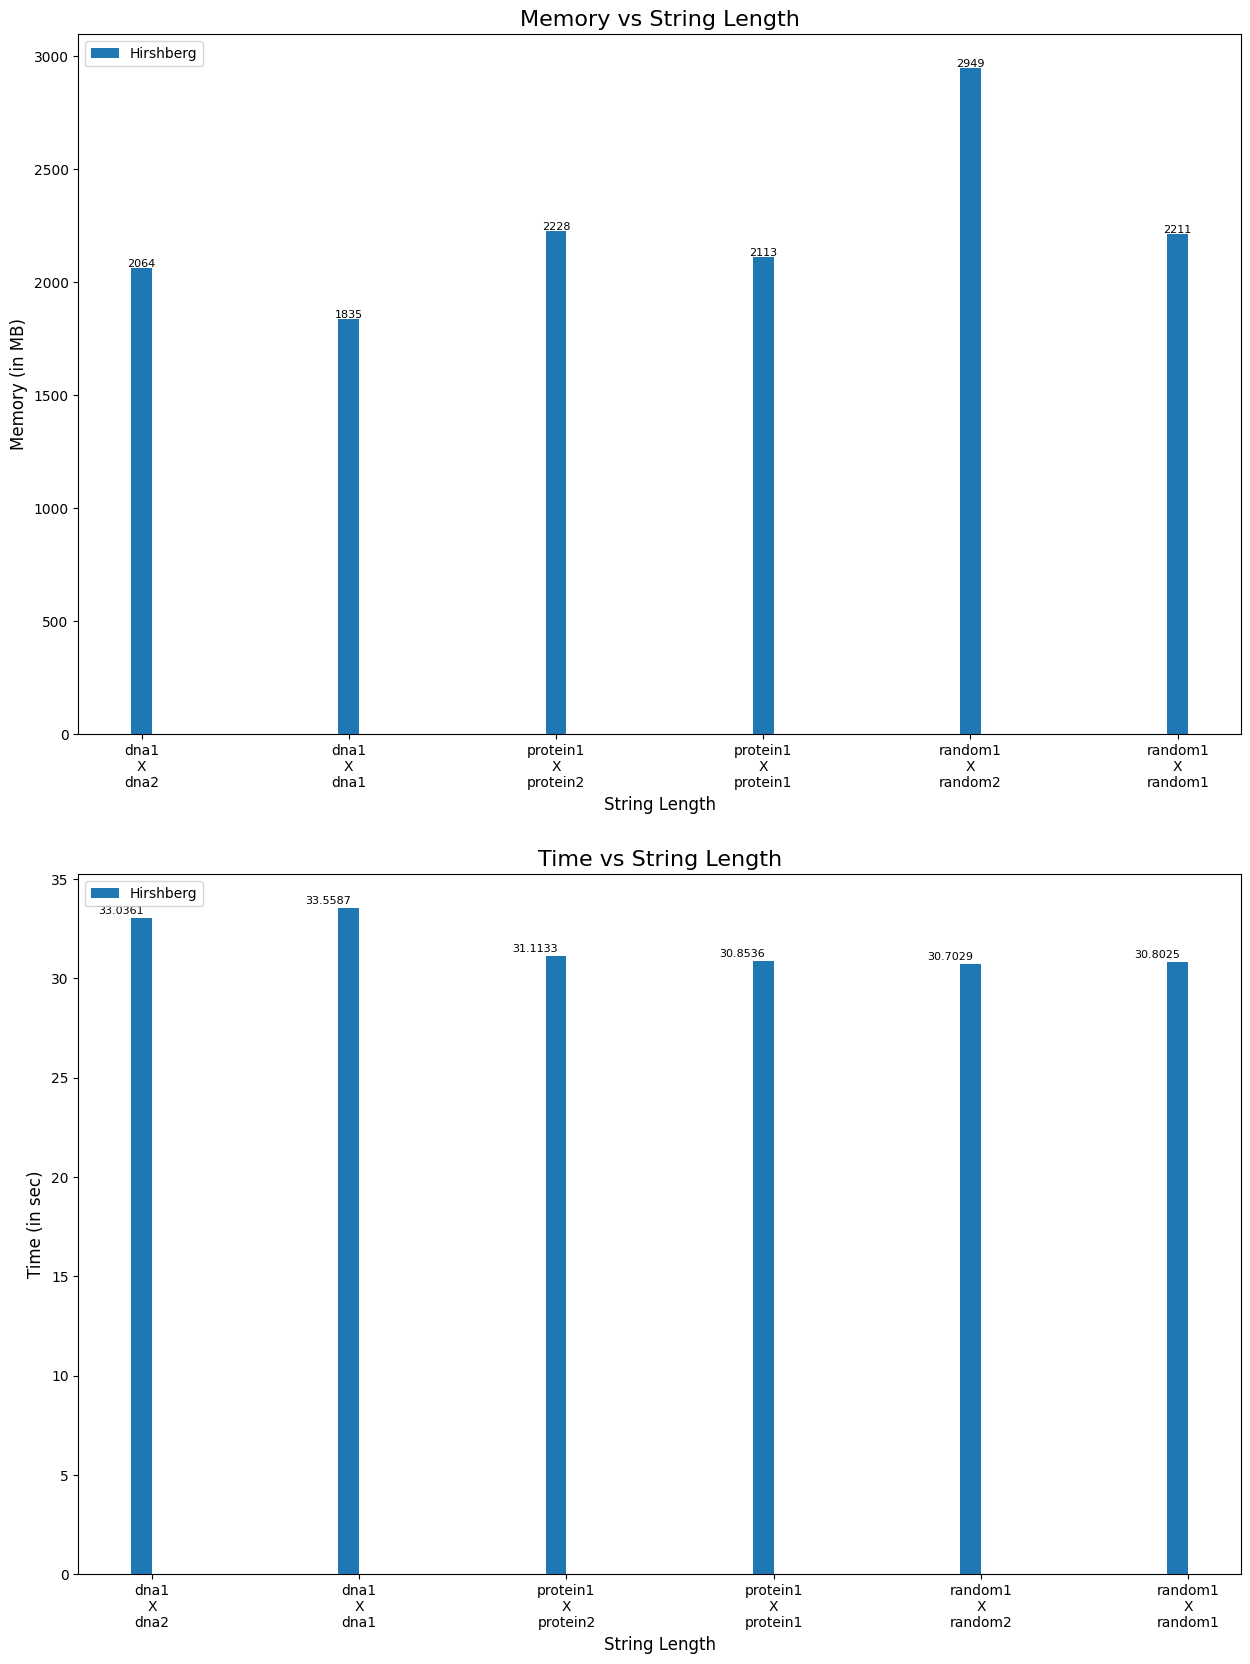 Memory vs String Length
Hirshberg
3000
2500
2000
1500
1000
500
0
Memory (in MB)
2064
1835
2228
2113
2949
2211
dna1
X
dna2
dna1
X
dna1
protein1
X
protein2
protein1
X
protein1
random1
X
random2
random1
X
random1
String Length
Time vs String Length
Hirshberg
35
30
25
20
15
10
5
0
Time (in sec)
33.0361
33.5587
31.1133
30.8536
30.7029
30.8025
dna1
X
dna2
dna1
X
dna1
protein1
X
protein2
protein1
X
protein1
random1
X
random2
random1
X
random1
String Length